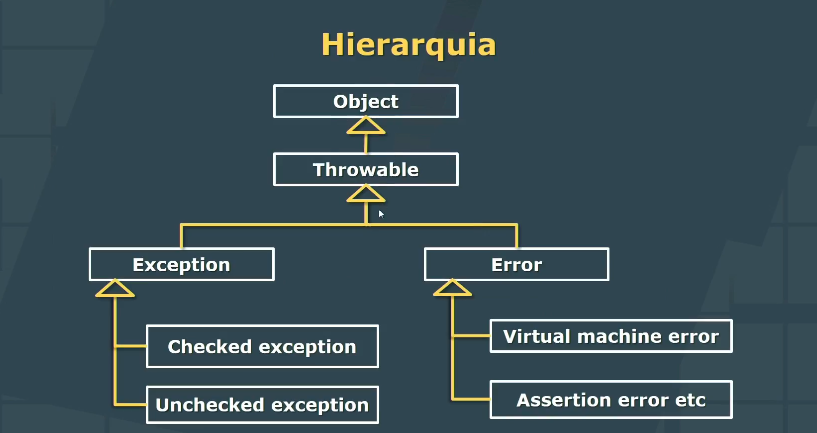 Hierarquia
Object
Throwable
Exception
Error
Checked exception
Virtual machine error
Unchecked exception
Assertion error etc